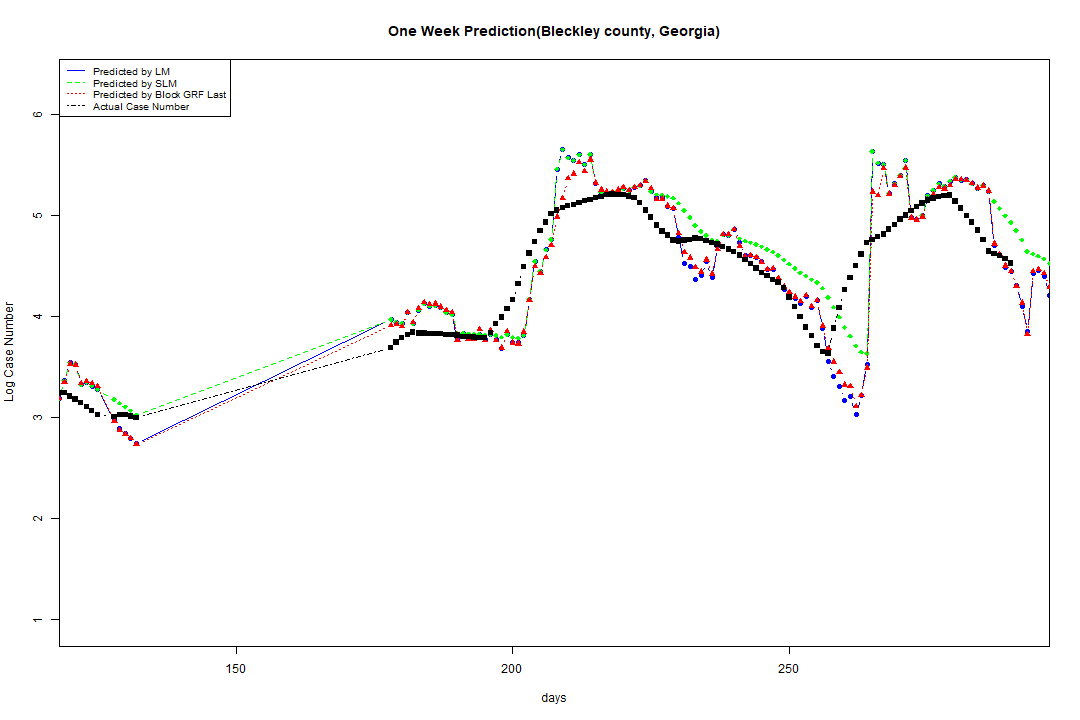 One Week Prediction(Bleckley county, Georgia)
Predicted by LM
Predicted by SLM
Predicted by Block GRF Last
Actual Case Number
6
5
4
3
2
1
Log Case Number
150
200
250
days